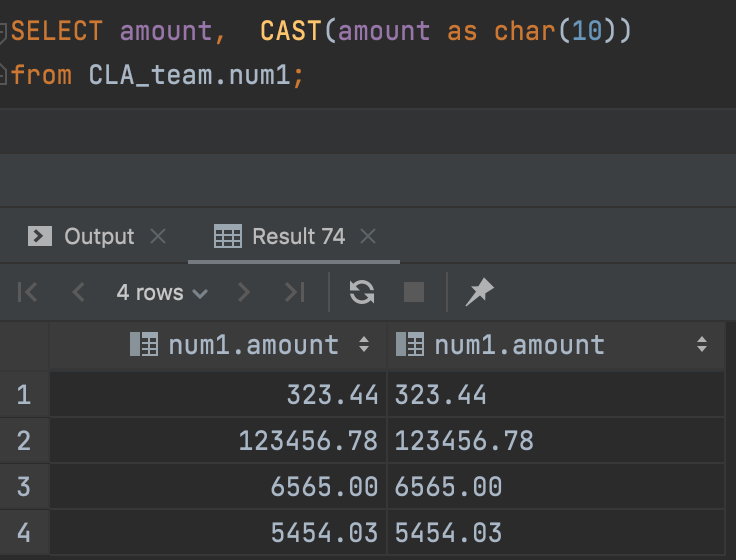 SELECT amount,  CAST(amount as char(10))
from CLA_team.num1;
Output
Result 74
4 rows
num1.amount num1.amount
1 323.44 323.44
2 123456.78 123456.78
3 6565.00 6565.00
4 5454.03 5454.03